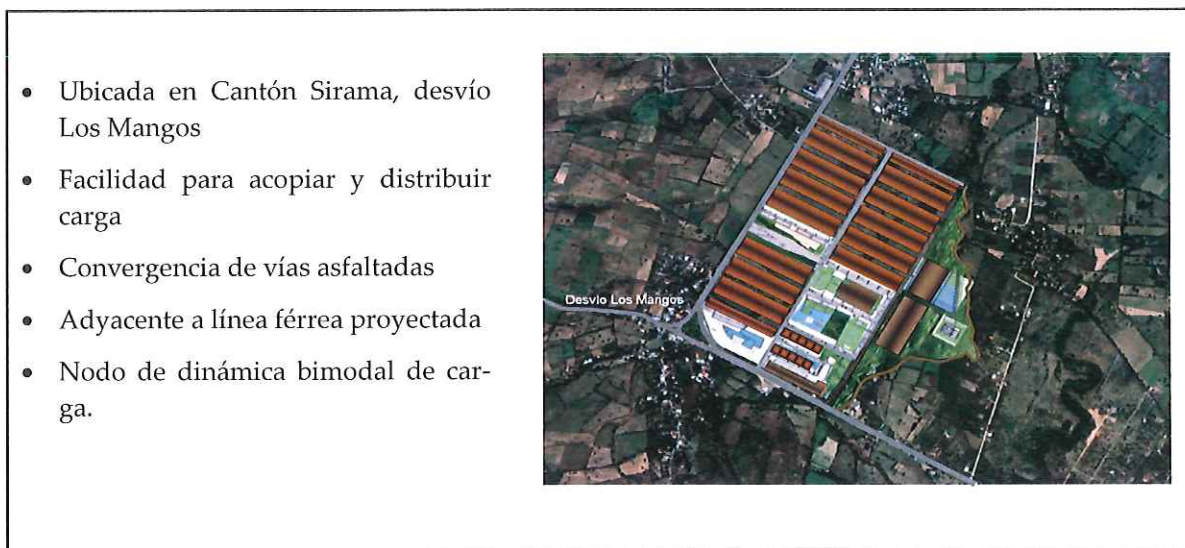 • Ubicada en Cantón Sirama, desvío
Los Mangos
• Facilidad para acopiar y distribuir
carga
• Convergencia de vías asfaltadas
• Adyacente a línea férrea proyectada
• Nodo de dinámica bimodal de car-
ga.
Desvío Los Mangos